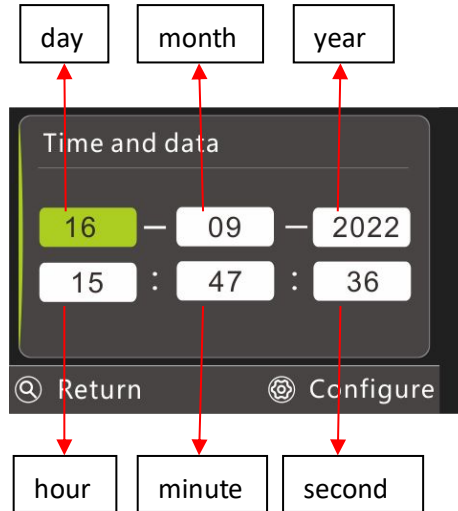 day month year
Time and data
16 – 09 – 2022
15 : 47 : 36
Return Configure
hour minute second